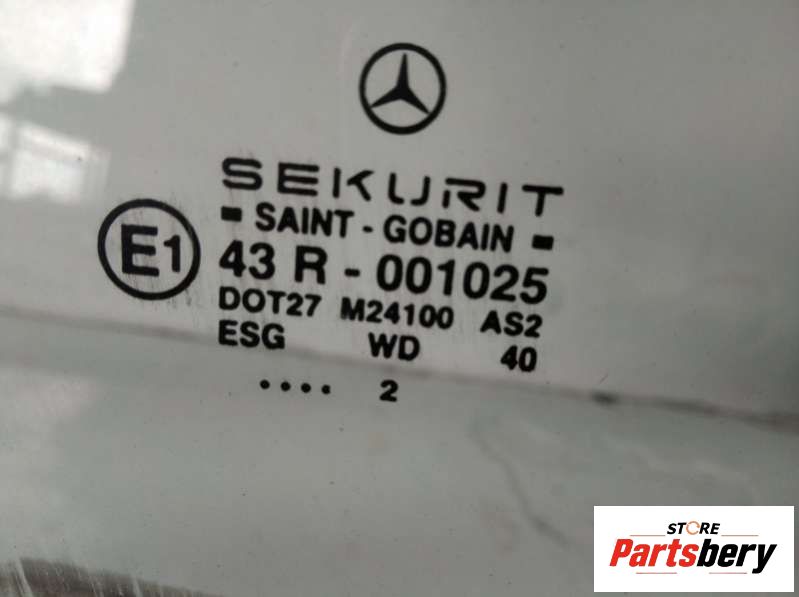 SEKURIT
SAINT - GOBAIN
E1
43 R - 001025
DOT27 M24100 AS2
ESG WD 40
.... 2
STORE
Partsbery